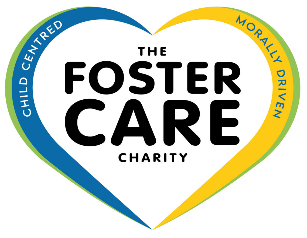 CHILD CENTRED
MORALLY DRIVEN
THE
FOSTER
CARE
CHARITY